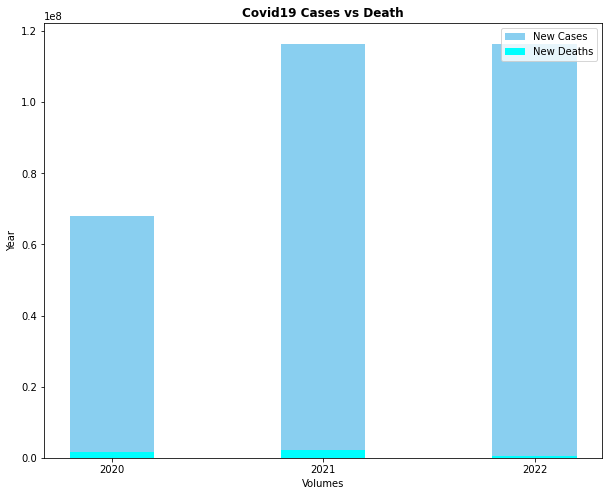 Covid19 Cases vs Death
1e8
New Cases
New Deaths
1.2
1.0
0.8
0.6
0.4
0.2
0.0
Year
2020 2021 2022
Volumes